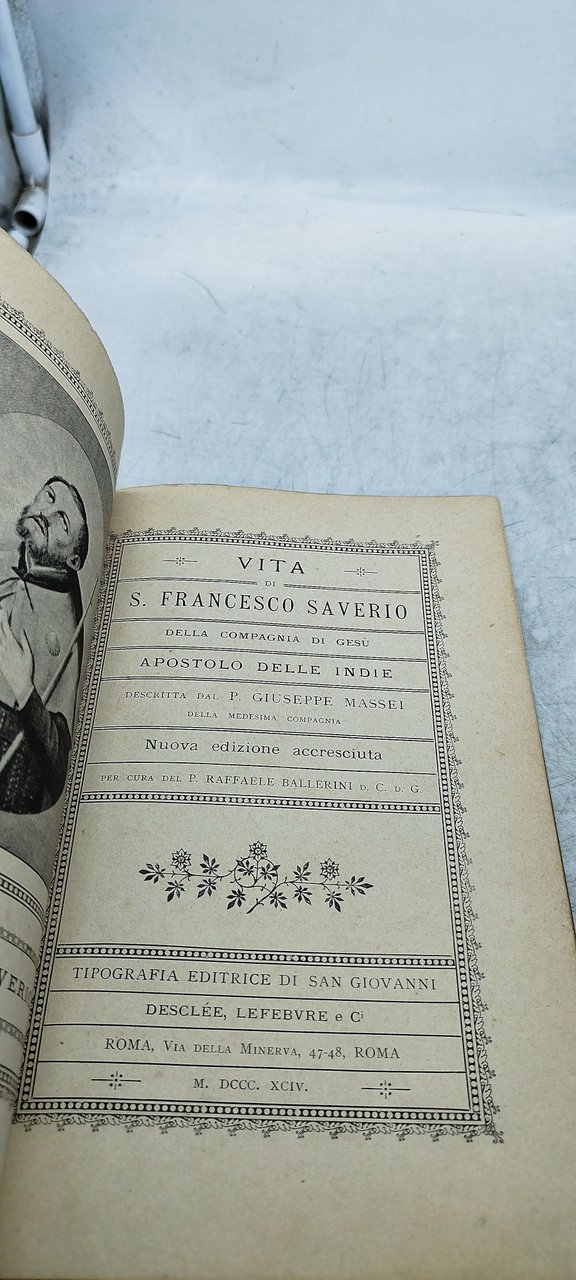 VERIO
VITA
DI
S. FRANCESCO SAVERIO
DELLA COMPAGNIA DI GESÙ
APOSTOLO DELLE INDIE
DESCRITTA DAL P. GIUSEPPE MASSEI
DELLA MEDESIMA COMPAGNIA
Nuova edizione accresciuta
PER CURA DEL P. RAFFAELE BALLERINI D. C. D. G.
TIPOGRAFIA EDITRICE DI SAN GIOVANNI
DESCLÉE, LEFEBVRE e Ci
ROMA, VIA DELLA MINERVA, 47-48, ROMA
M. DCCC. XCIV.